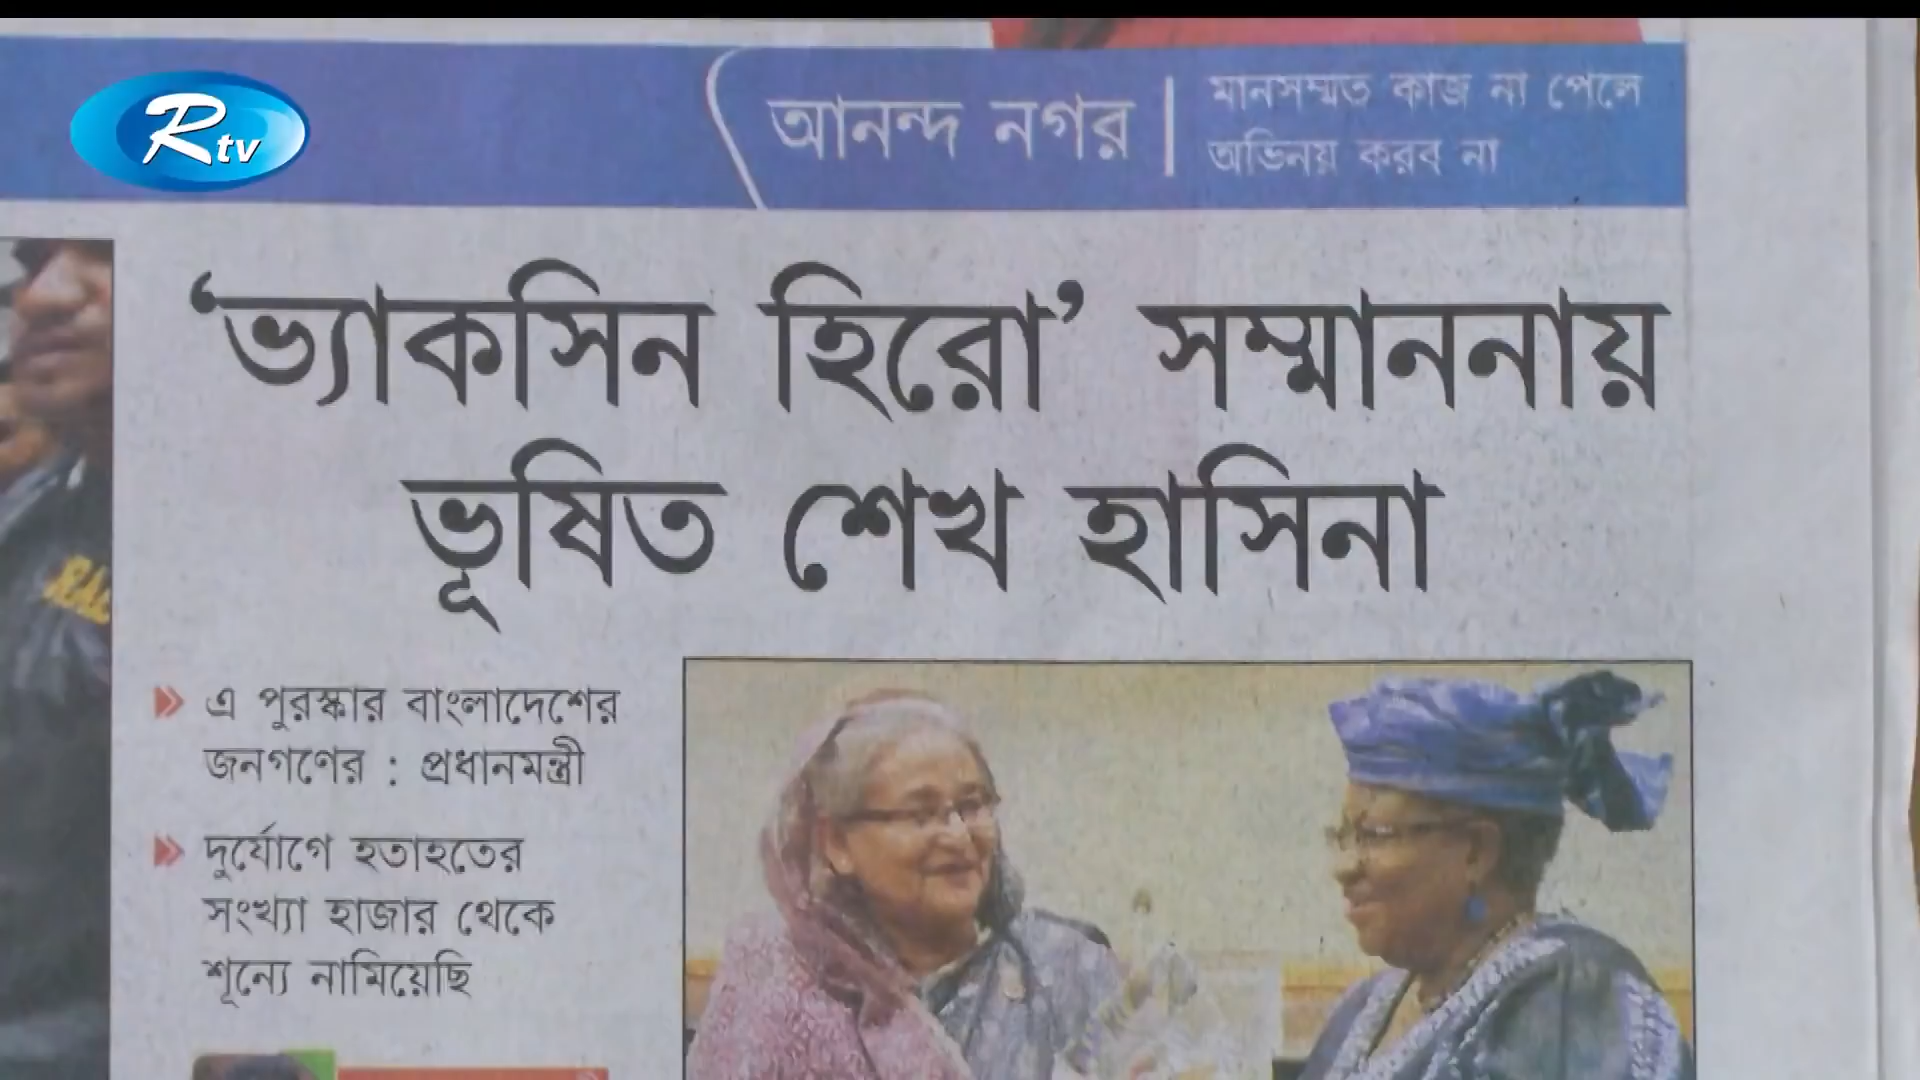 Rtv
আনন্দ নগর
মানসম্মত কাজ না পেলে
অভিনয় করব না
‘ভ্যাকসিন হিরো’ সম্মাননায়
ভূষিত শেখ হাসিনা
এ পুরস্কার বাংলাদেশের
জনগণের : প্রধানমন্ত্রী
দুর্যোগে হতাহতের
সংখ্যা হাজার থেকে
শূন্যে নামিয়েছি